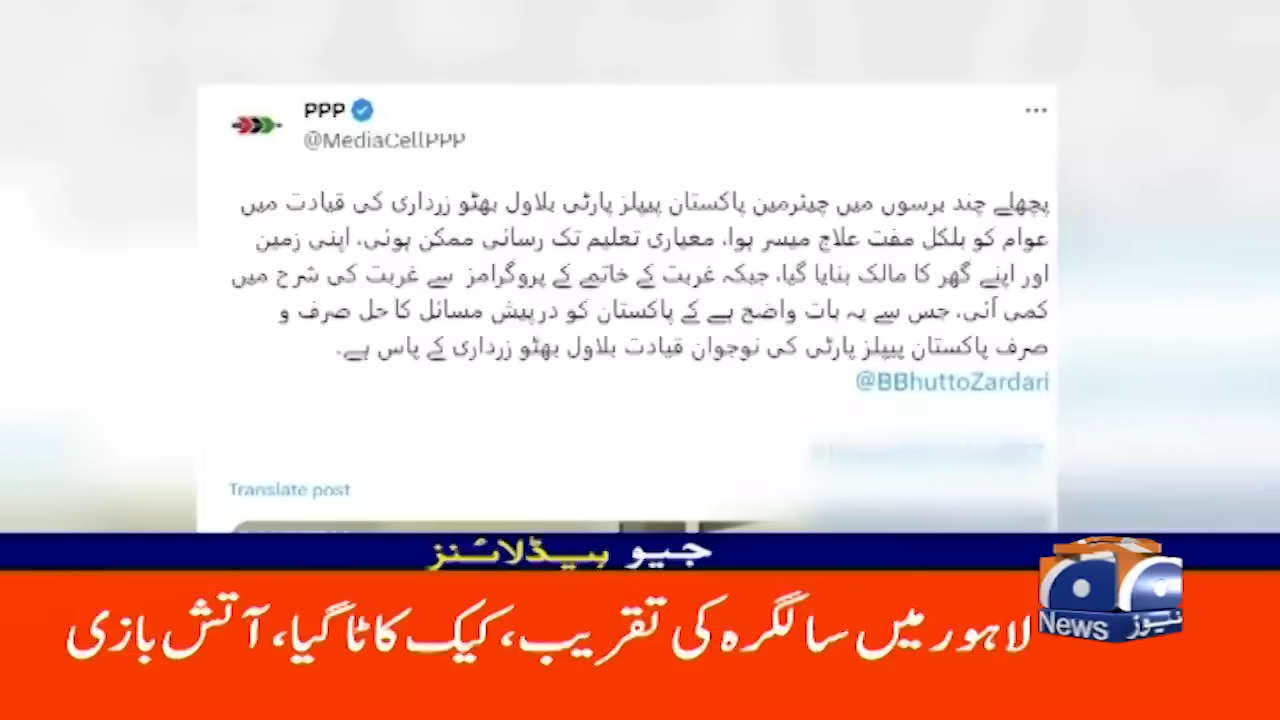 PPP
@MediaCellPPP
پچھلے چند برسوں میں چیئرمین پاکستان پیپلز پارٹی بلاول بھٹو زرداری کی قیادت میں
عوام کو بلکل مفت علاج میسر ہوا، معیاری تعلیم تک رسائی ممکن ہوئی، اپنی زمین
اور اپنے گھر کا مالک بنایا گیا، جبکہ غربت کے خاتمے کے پروگرامز سے غربت کی شرح میں
کمی آئی، جس سے یہ بات واضح ہے کے پاکستان کو درپیش مسائل کا حل صرف و
صرف پاکستان پیپلز پارٹی کی نوجوان قیادت بلاول بھٹو زرداری کے پاس ہے۔
@BBhuttoZardari
Translate post
جیو ہیڈلائنز
لاہور میں سالگرہ کی تقریب، کیک کاٹا گیا، آتش بازی
News نیوز